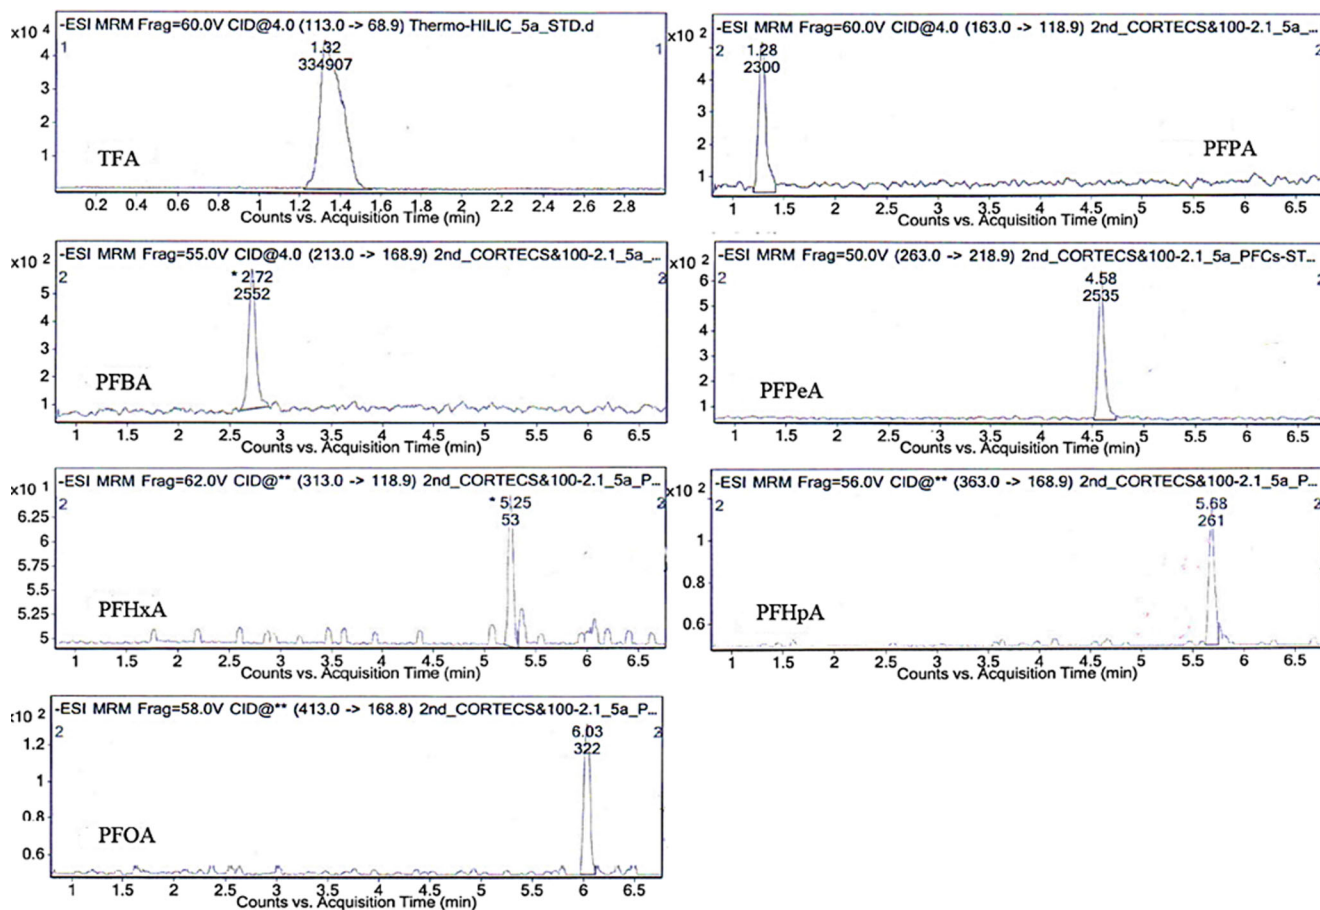 -ESI MRM Frag=60.0V CID@4.0 (113.0 -> 68.9) Thermo-HILIC_5a_STD.d
x10 4
1
1
1.32
334907
4
3
2
1
TFA
0.2 0.4 0.6 0.8 1 1.2 1.4 1.6 1.8 2 2.2 2.4 2.6 2.8
Counts vs. Acquisition Time (min)
-ESI MRM Frag=60.0V CID@4.0 (163.0 -> 118.9) 2nd_CORTECS&100-2.1_5a_...
x10 2
2
2
1.28
2300
4
3
2
1
PFPA
1 1.5 2 2.5 3 3.5 4 4.5 5 5.5 6 6.5
Counts vs. Acquisition Time (min)
-ESI MRM Frag=55.0V CID@4.0 (213.0 -> 168.9) 2nd_CORTECS&100-2.1_5a_...
x10 2
2
2
* 2.72
2552
5
4
3
2
1
PFBA
1 1.5 2 2.5 3 3.5 4 4.5 5 5.5 6 6.5
Counts vs. Acquisition Time (min)
-ESI MRM Frag=50.0V CID@4.0 (263.0 -> 218.9) 2nd_CORTECS&100-2.1_5a_PFCs-ST...
x10 2
2
2
4.58
2535
6
5
4
3
2
1
PFPeA
1 1.5 2 2.5 3 3.5 4 4.5 5 5.5 6 6.5
Counts vs. Acquisition Time (min)
-ESI MRM Frag=62.0V CID@** (313.0 -> 118.9) 2nd_CORTECS&100-2.1_5a_P...
x10 1
2
2
* 5.25
53
6.25
6
5.75
5.5
5.25
5
PFHxA
1 1.5 2 2.5 3 3.5 4 4.5 5 5.5 6 6.5
Counts vs. Acquisition Time (min)
-ESI MRM Frag=56.0V CID@** (363.0 -> 168.9) 2nd_CORTECS&100-2.1_5a_P...
x10 2
2
2
5.68
261
1
0.8
0.6
PFHpA
1 1.5 2 2.5 3 3.5 4 4.5 5 5.5 6 6.5
Counts vs. Acquisition Time (min)
-ESI MRM Frag=58.0V CID@** (413.0 -> 168.8) 2nd_CORTECS&100-2.1_5a_P...
x10 2
2
2
6.03
322
1.2
1
0.8
0.6
PFOA
1 1.5 2 2.5 3 3.5 4 4.5 5 5.5 6 6.5
Counts vs. Acquisition Time (min)